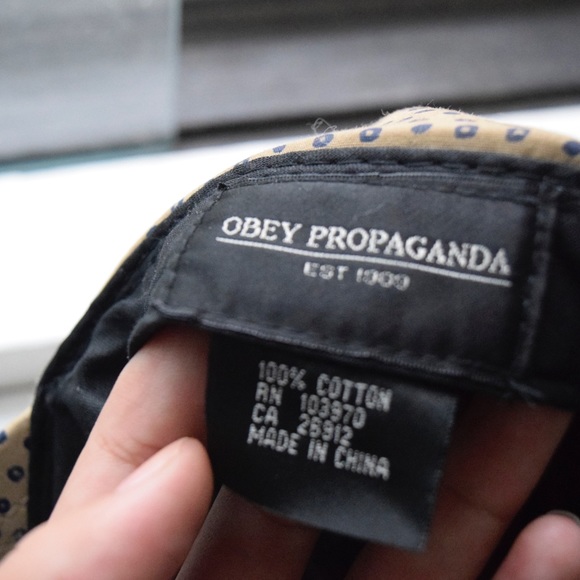 OBEY PROPAGANDA
EST 1989
100% COTTON
RN 103970
CA 26912
MADE IN CHINA